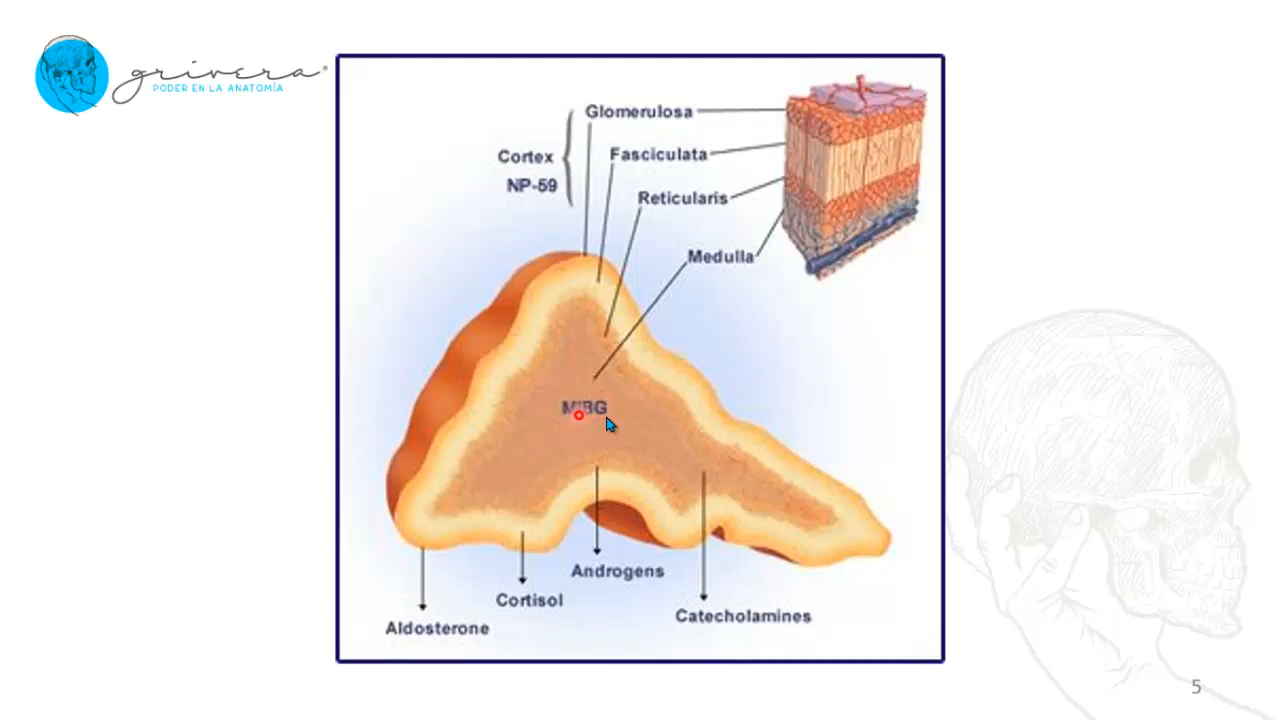 grivera®
PODER EN LA ANATOMÍA
Glomerulosa
Cortex
NP-59
Fasciculata
Reticularis
Medulla
MIBG
Androgens
Cortisol
Catecholamines
Aldosterone
5